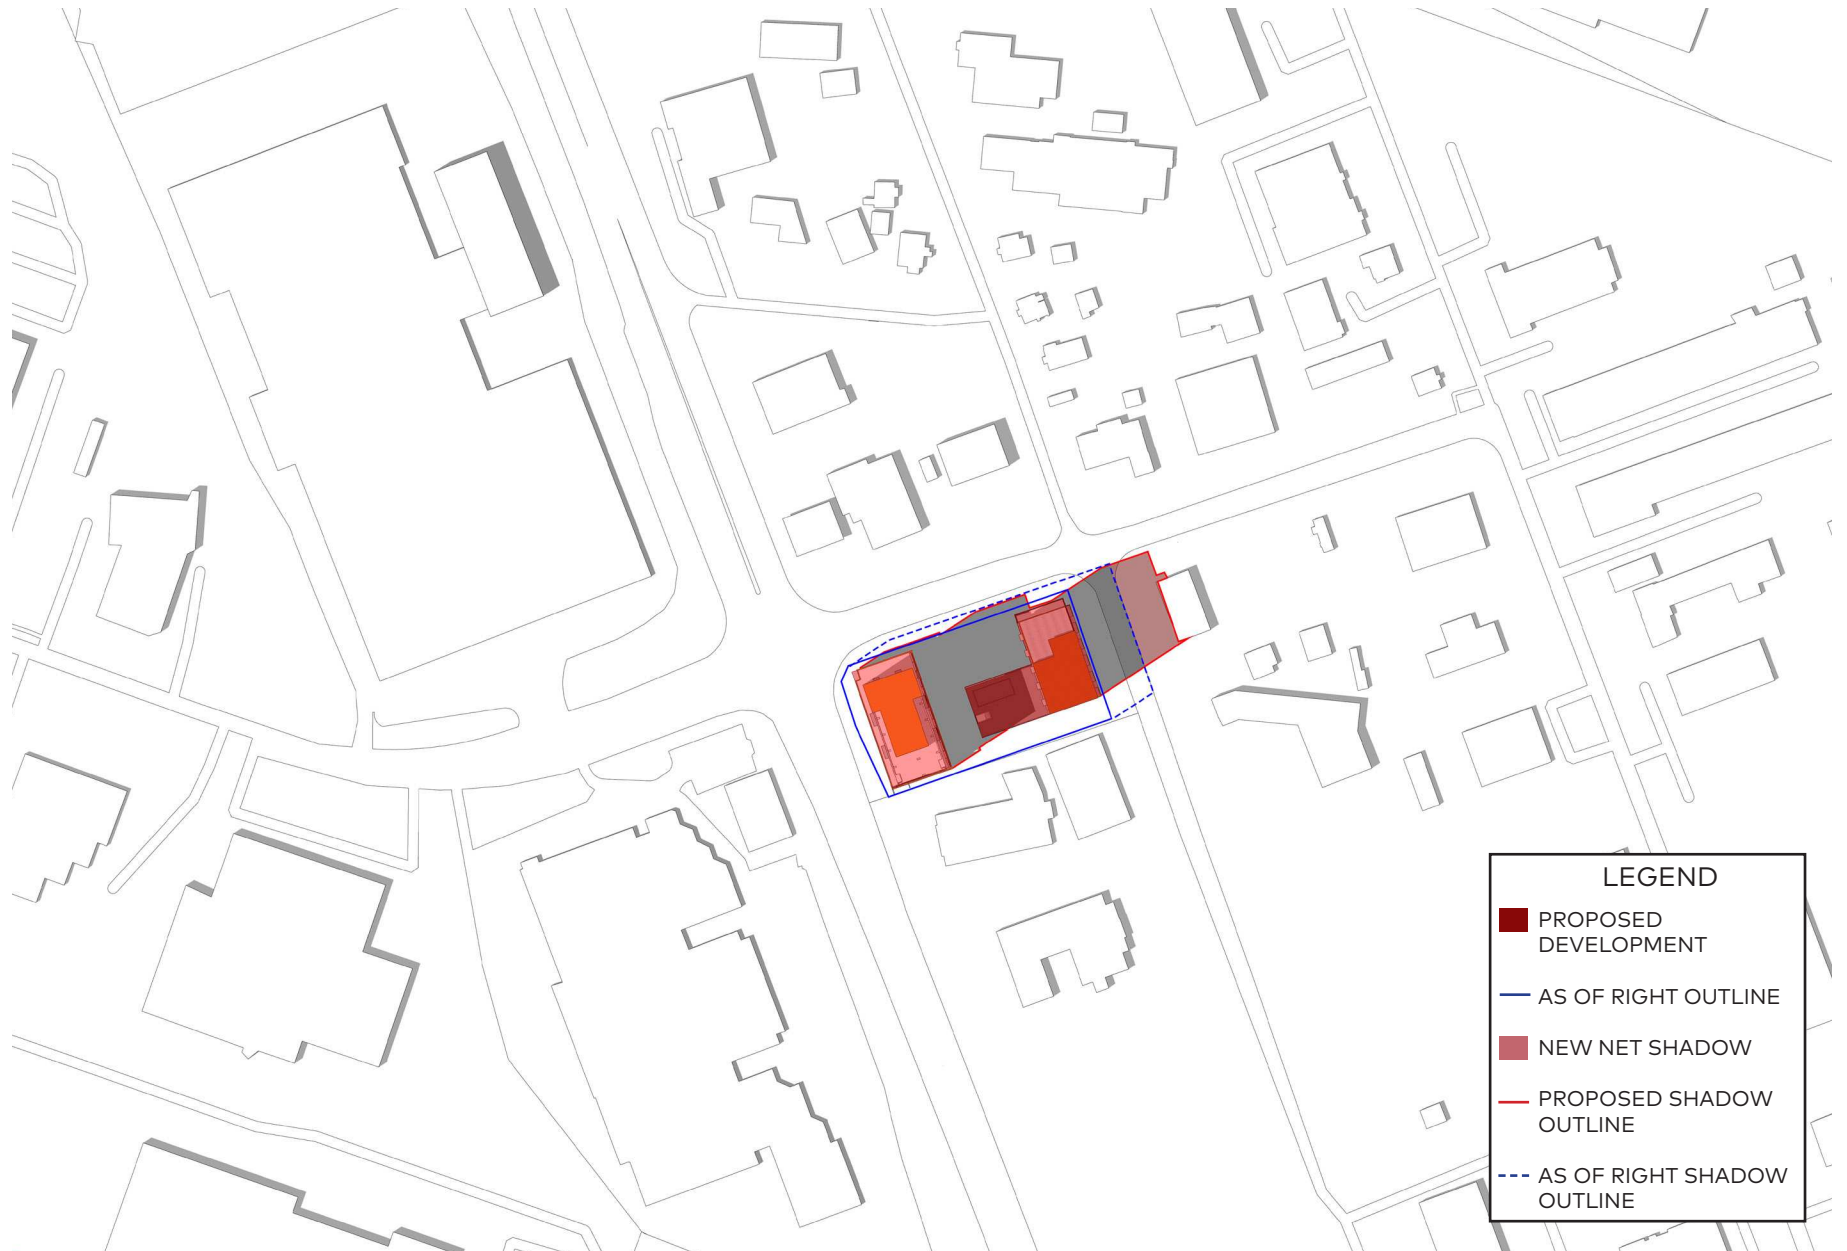 LEGEND
PROPOSED
DEVELOPMENT
AS OF RIGHT OUTLINE
NEW NET SHADOW
PROPOSED SHADOW
OUTLINE
AS OF RIGHT SHADOW
OUTLINE